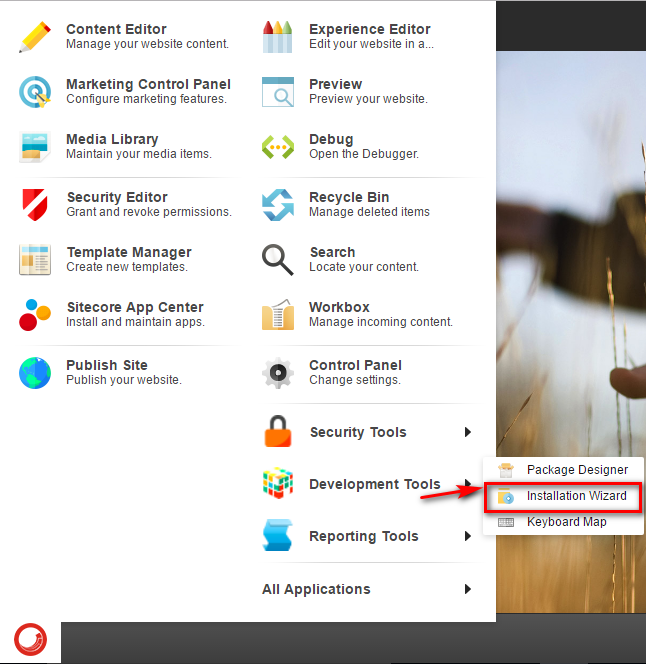 Content Editor
Manage your website content.
Marketing Control Panel
Configure marketing features.
Media Library
Maintain your media items.
Security Editor
Grant and revoke permissions.
Template Manager
Create new templates.
Sitecore App Center
Install and maintain apps.
Publish Site
Publish your website.
Experience Editor
Edit your website in a...
Preview
Preview your website.
Debug
Open the Debugger.
Recycle Bin
Manage deleted items
Search
Locate your content.
Workbox
Manage incoming content.
Control Panel
Change settings.
Security Tools
Development Tools
Reporting Tools
All Applications
Package Designer
Installation Wizard
Keyboard Map